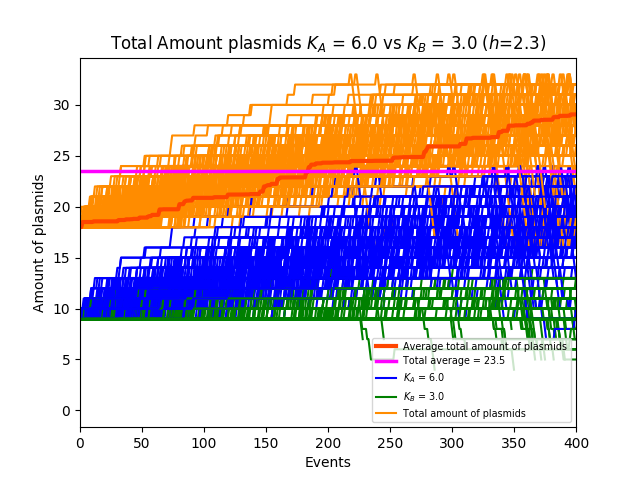 Total Amount plasmids K_A = 6.0 vs K_B = 3.0 (h=2.3)
Amount of plasmids
30
25
20
15
10
5
0
0 50 100 150 200 250 300 350 400
Events
Average total amount of plasmids
Total average = 23.5
K_A = 6.0
K_B = 3.0
Total amount of plasmids